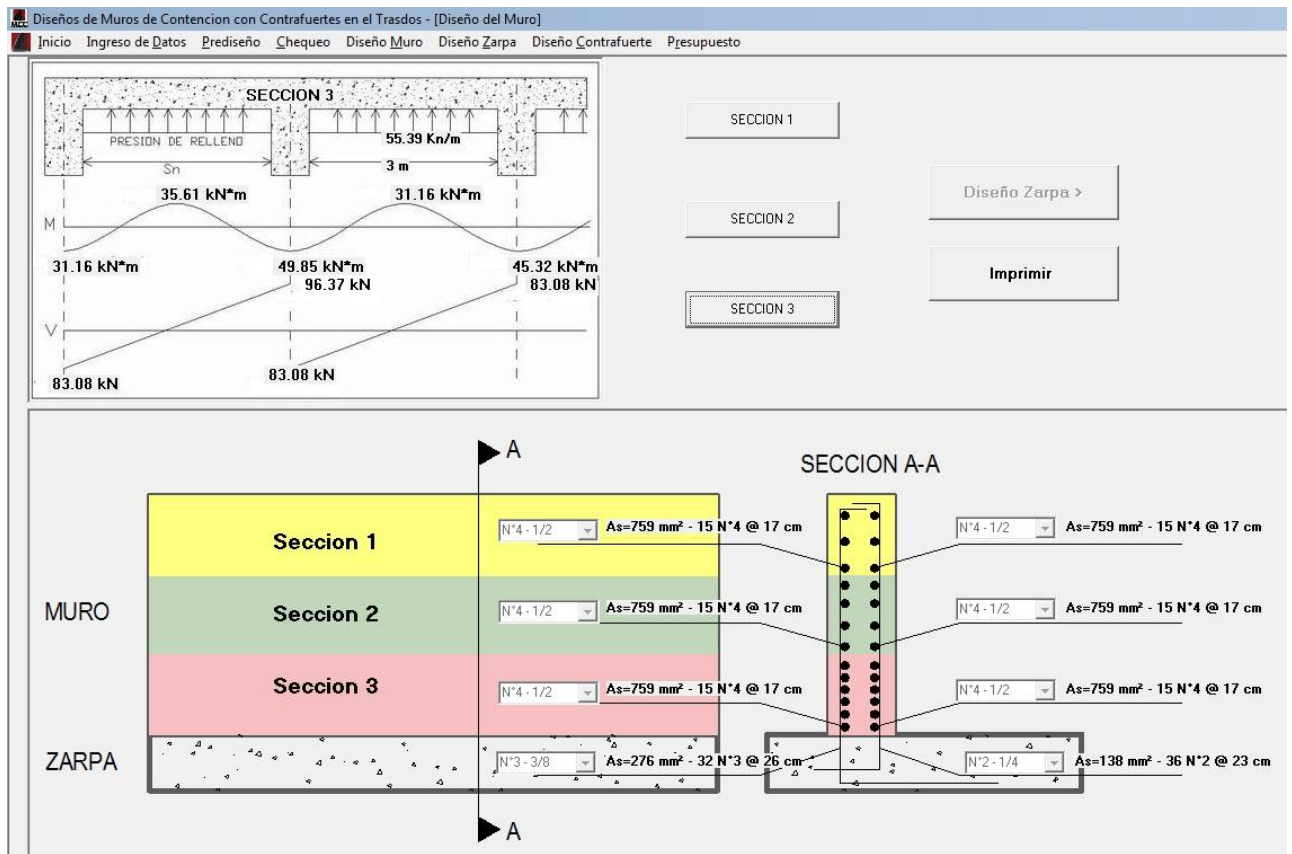 MCC
Diseños de Muros de Contencion con Contrafuertes en el Trasdos - [Diseño del Muro]
Inicio Ingreso de Datos Prediseño Chequeo Diseño Muro Diseño Zarpa Diseño Contrafuerte Presupuesto
SECCION 3
PRESION DE RELLENO
55.39 Kn/m
Sn
3 m
35.61 kN*m
31.16 kN*m
M
31.16 kN*m
49.85 kN*m
45.32 kN*m
96.37 kN
83.08 kN
V
83.08 kN
83.08 kN
SECCION 1
SECCION 2
SECCION 3
Diseño Zarpa >
Imprimir
A
SECCION A-A
Seccion 1
N°4 - 1/2
As=759 mm² - 15 N°4 @ 17 cm
N°4 - 1/2
As=759 mm² - 15 N°4 @ 17 cm
MURO
Seccion 2
N°4 - 1/2
As=759 mm² - 15 N°4 @ 17 cm
N°4 - 1/2
As=759 mm² - 15 N°4 @ 17 cm
Seccion 3
N°4 - 1/2
As=759 mm² - 15 N°4 @ 17 cm
N°4 - 1/2
As=759 mm² - 15 N°4 @ 17 cm
ZARPA
N°3 - 3/8
As=276 mm² - 32 N°3 @ 26 cm
N°2 - 1/4
As=138 mm² - 36 N°2 @ 23 cm
A